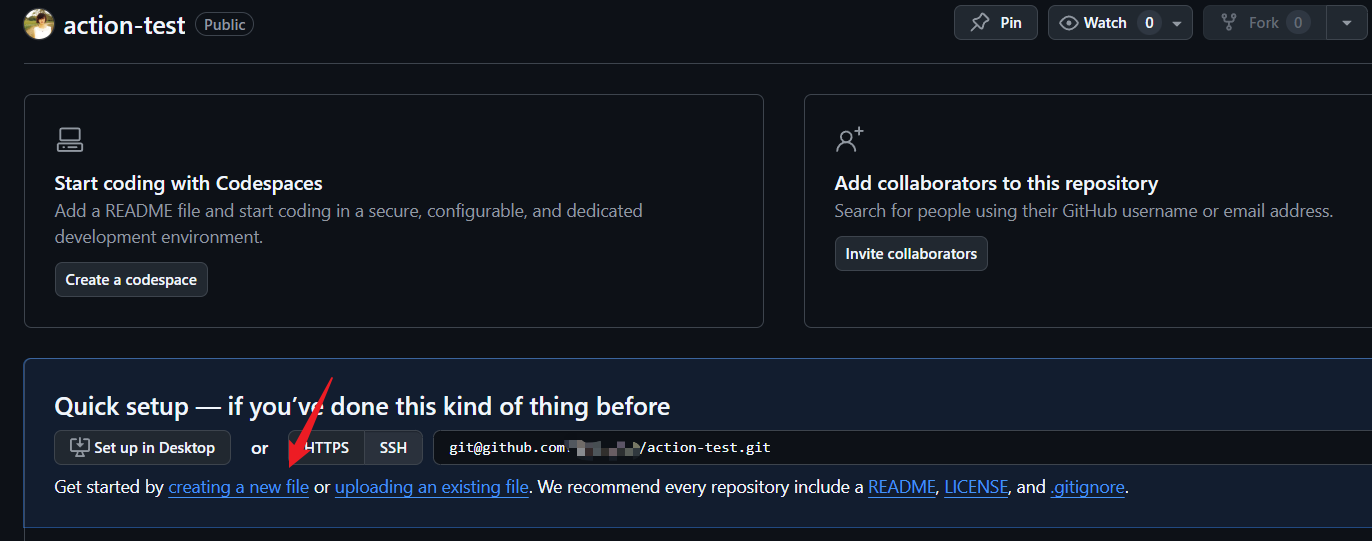 action-test Public
Pin
Watch 0
Fork 0
Start coding with Codespaces
Add a README file and start coding in a secure, configurable, and dedicated
development environment.
Create a codespace
Add collaborators to this repository
Search for people using their GitHub username or email address.
Invite collaborators
Quick setup — if you’ve done this kind of thing before
Set up in Desktop or HTTPS SSH git@github.com /action-test.git
Get started by creating a new file or uploading an existing file. We recommend every repository include a README, LICENSE, and .gitignore.